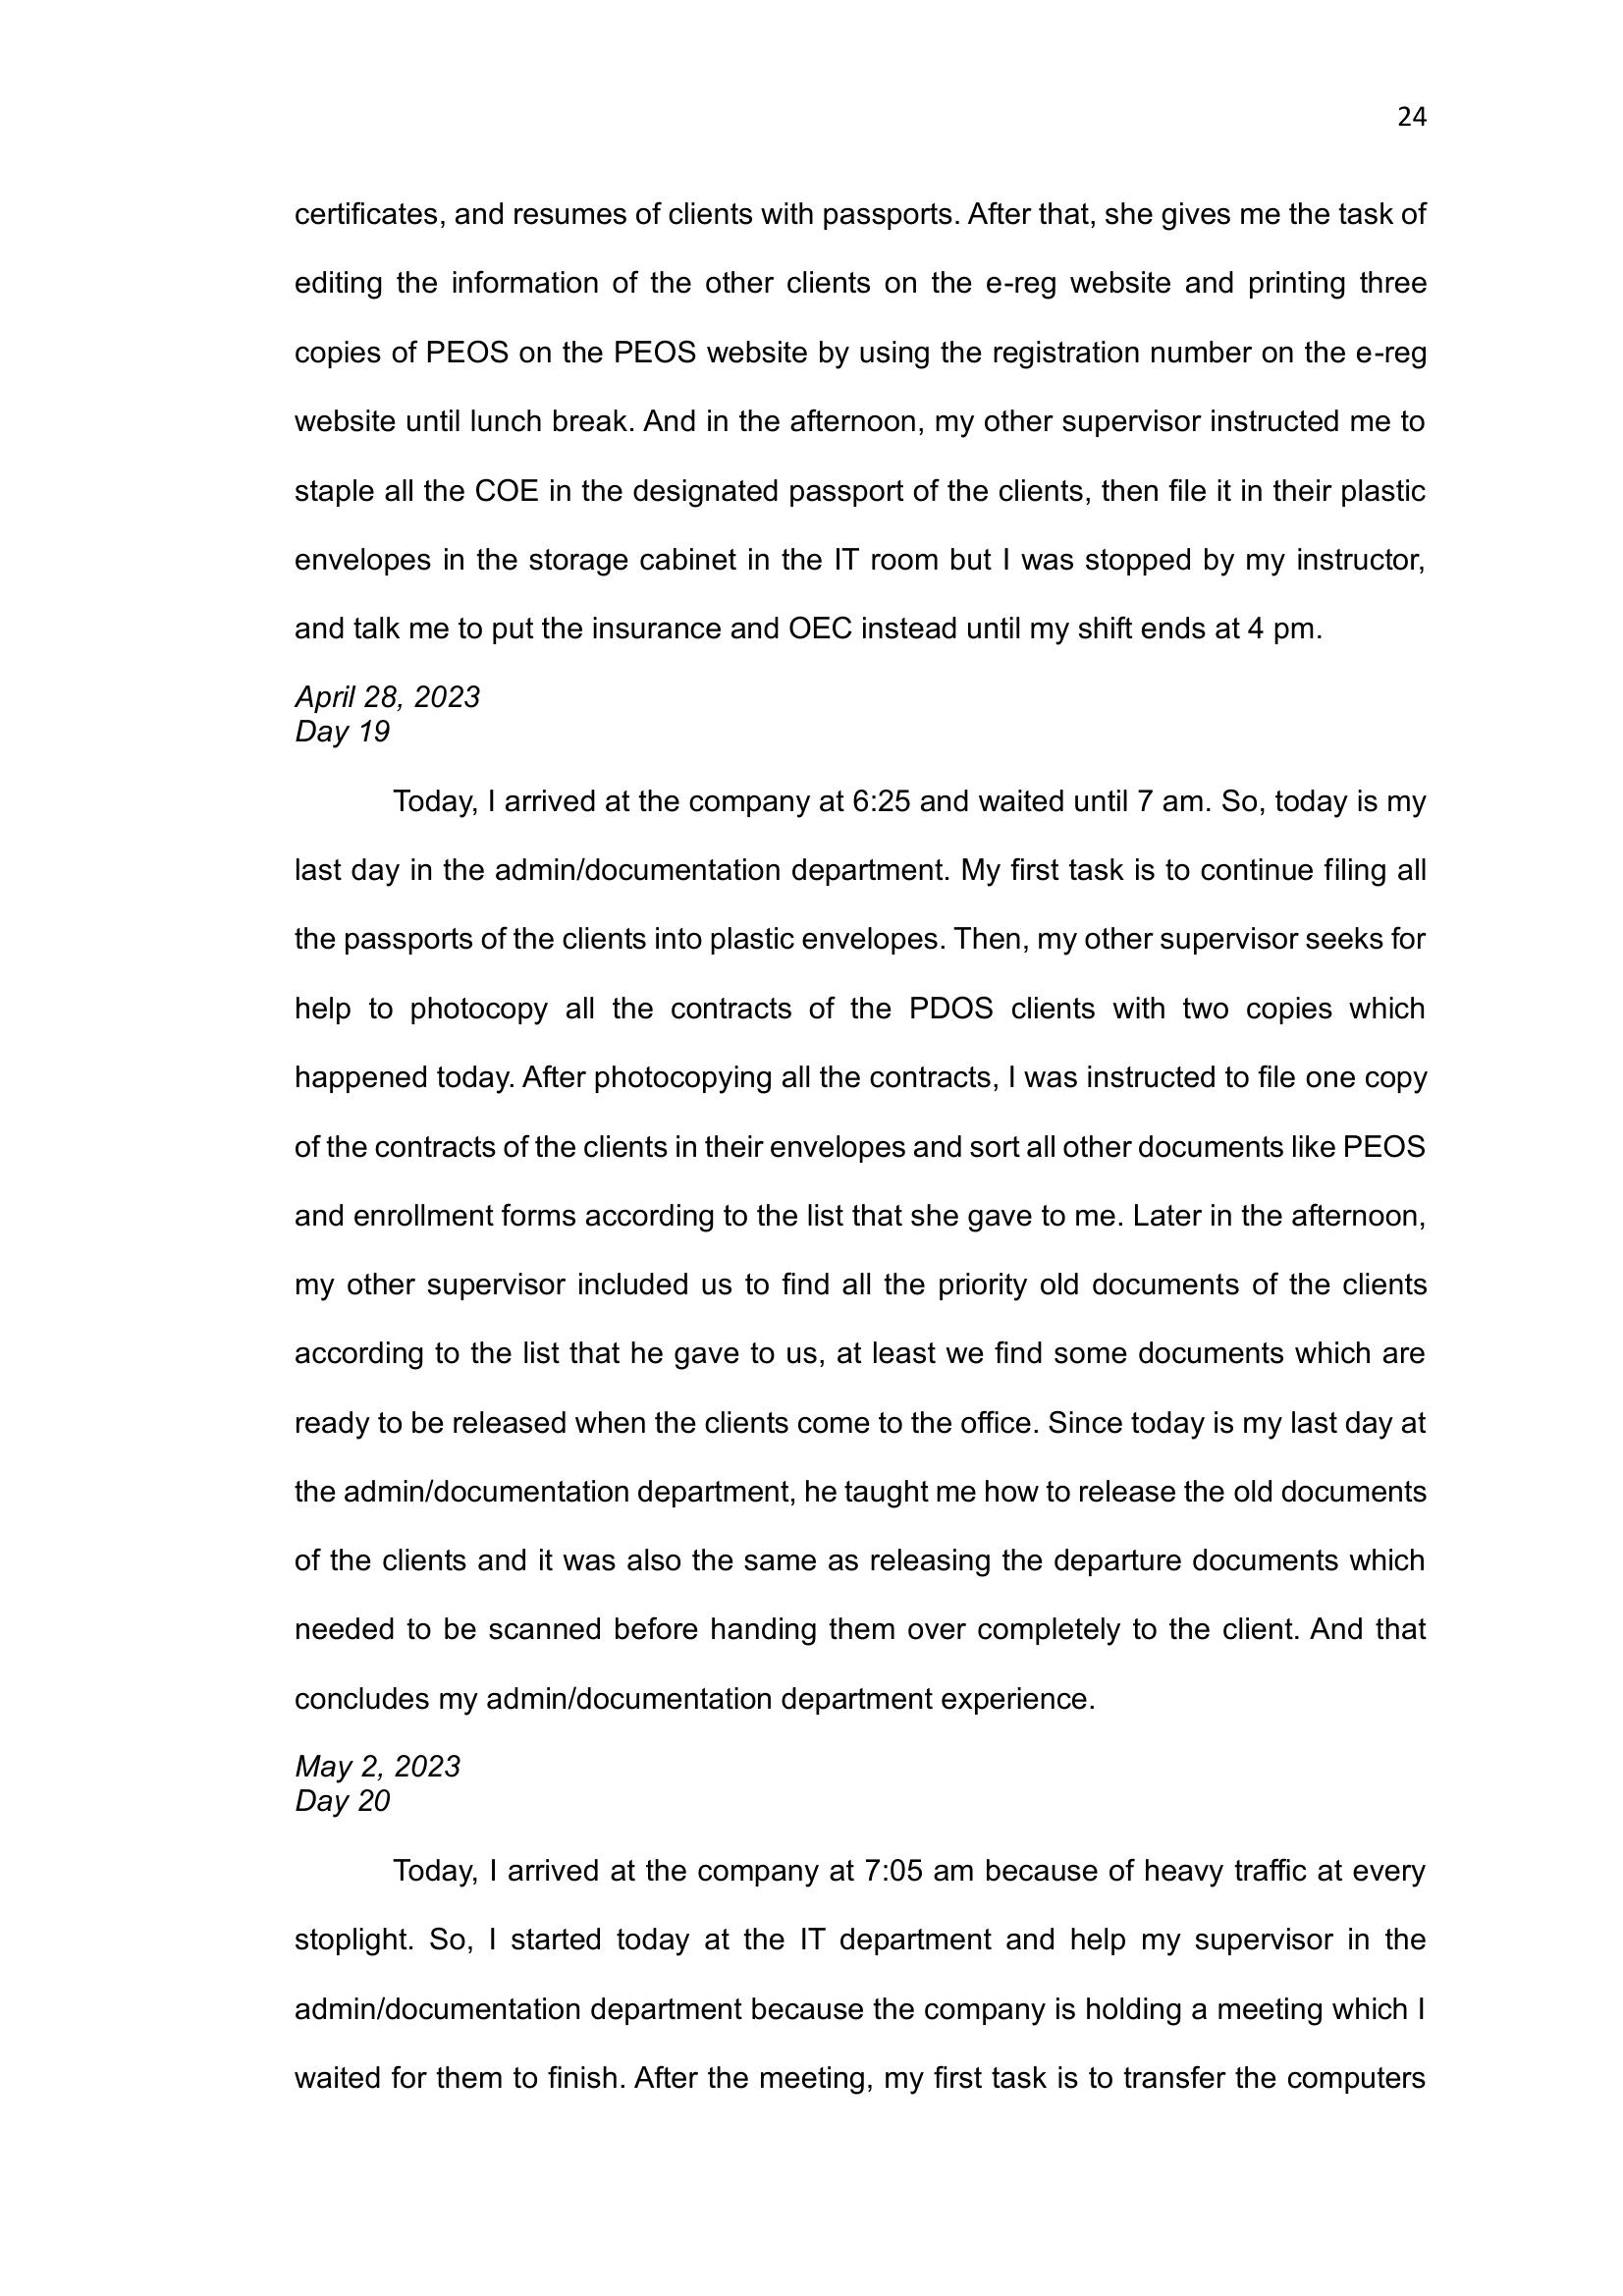 24
certificates, and resumes of clients with passports. After that, she gives me the task of
editing the information of the other clients on the e-reg website and printing three
copies of PEOS on the PEOS website by using the registration number on the e-reg
website until lunch break. And in the afternoon, my other supervisor instructed me to
staple all the COE in the designated passport of the clients, then file it in their plastic
envelopes in the storage cabinet in the IT room but I was stopped by my instructor,
and talk me to put the insurance and OEC instead until my shift ends at 4 pm.
April 28, 2023
Day 19
Today, I arrived at the company at 6:25 and waited until 7 am. So, today is my
last day in the admin/documentation department. My first task is to continue filing all
the passports of the clients into plastic envelopes. Then, my other supervisor seeks for
help to photocopy all the contracts of the PDOS clients with two copies which
happened today. After photocopying all the contracts, I was instructed to file one copy
of the contracts of the clients in their envelopes and sort all other documents like PEOS
and enrollment forms according to the list that she gave to me. Later in the afternoon,
my other supervisor included us to find all the priority old documents of the clients
according to the list that he gave to us, at least we find some documents which are
ready to be released when the clients come to the office. Since today is my last day at
the admin/documentation department, he taught me how to release the old documents
of the clients and it was also the same as releasing the departure documents which
needed to be scanned before handing them over completely to the client. And that
concludes my admin/documentation department experience.
May 2, 2023
Day 20
Today, I arrived at the company at 7:05 am because of heavy traffic at every
stoplight. So, I started today at the IT department and help my supervisor in the
admin/documentation department because the company is holding a meeting which I
waited for them to finish. After the meeting, my first task is to transfer the computers